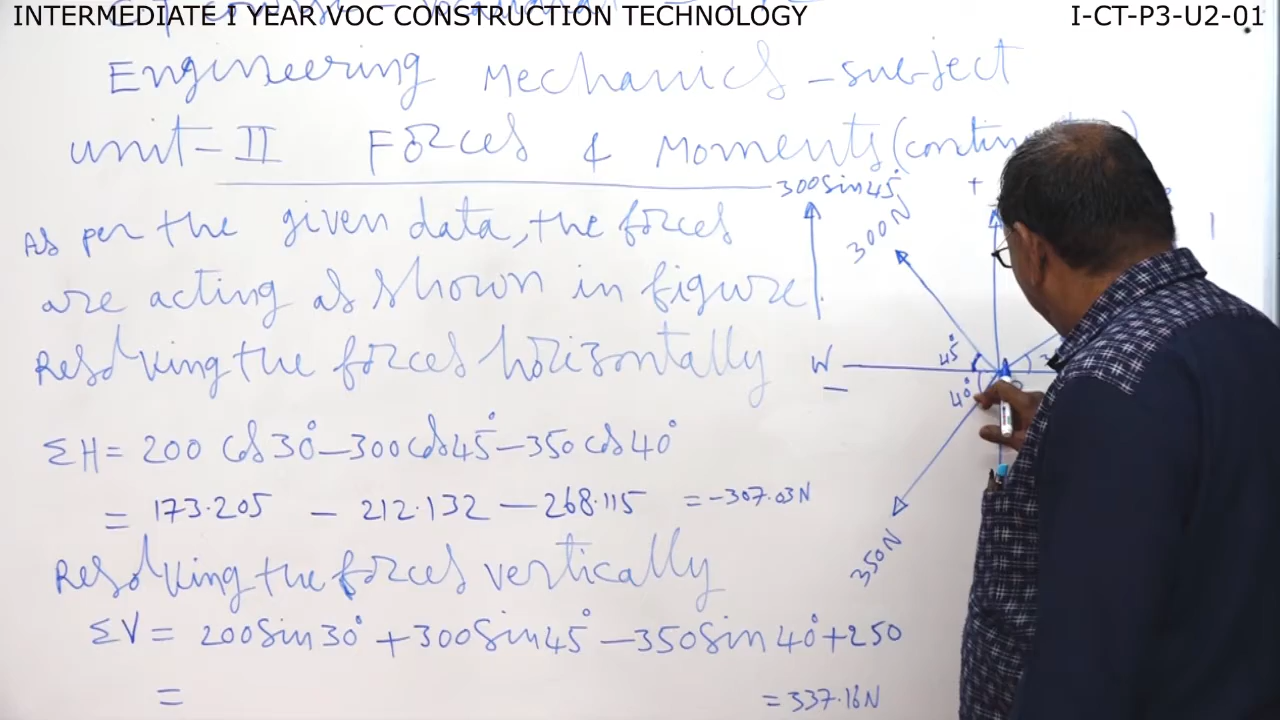 INTERMEDIATE I YEAR VOC CONSTRUCTION TECHNOLOGY
I-CT-P3-U2-01
Engineering Mechanics - subject
unit-II Forces & Moments
As per the given data, the forces
are acting as shown in figure
Resolving the forces horizontally
ΣH = 200 cos 30° - 300 cos 45° - 350 cos 40°
= 173.205 - 212.132 - 268.115 = -307.03N
Resolving the forces vertically
ΣV = 200 Sin 30° + 300 Sin 45° - 350 Sin 40° + 250
=
= 337.16N
300 Sin 45°
+
300N
45°
W
-
40°
350N